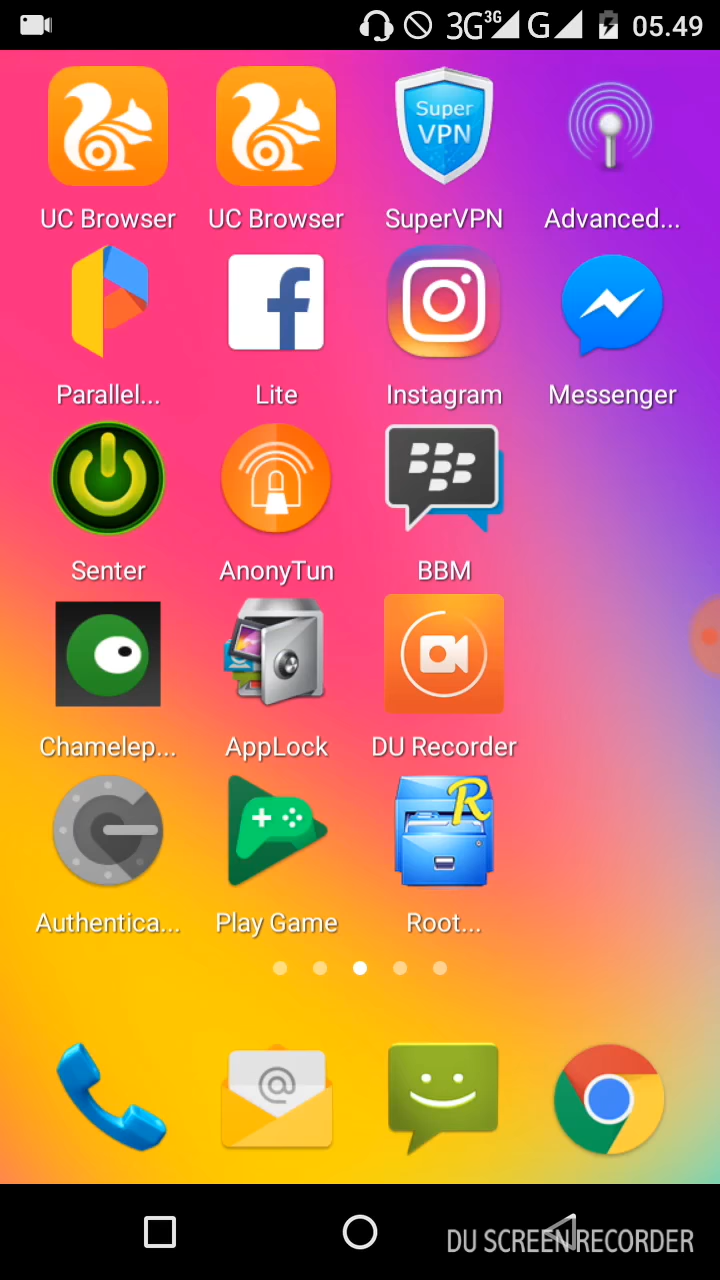 3G 3G G 05.49
Super
VPN
UC Browser UC Browser SuperVPN Advanced...
Parallel... Lite Instagram Messenger
Senter AnonyTun BBM
Chamelep... AppLock DU Recorder
R
Authentica... Play Game Root...
@
DU SCREEN RECORDER